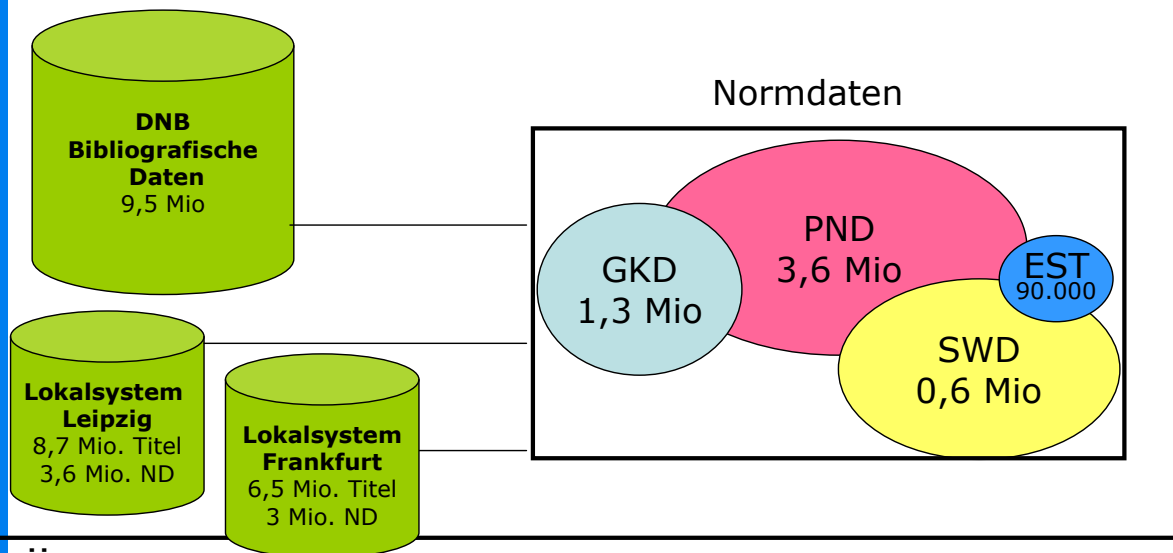 DNB
Bibliografische
Daten
9,5 Mio
Normdaten
GKD
1,3 Mio
PND
3,6 Mio
EST
90.000
SWD
0,6 Mio
Lokalsystem
Leipzig
8,7 Mio. Titel
3,6 Mio. ND
Lokalsystem
Frankfurt
6,5 Mio. Titel
3 Mio. ND